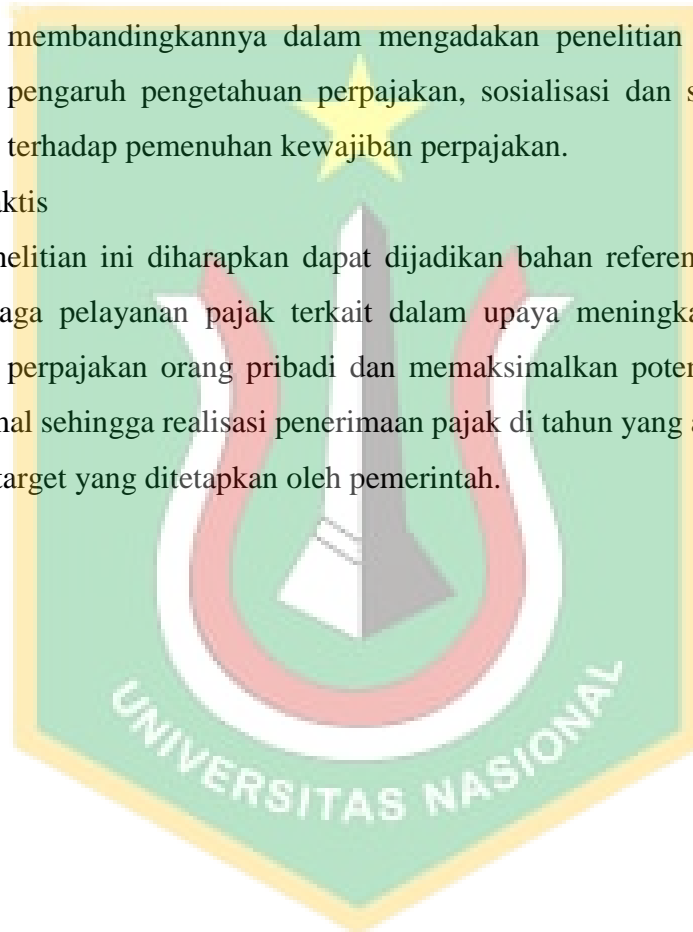 membandingkannya dalam mengadakan penelitian
pengaruh pengetahuan perpajakan, sosialisasi dan s
terhadap pemenuhan kewajiban perpajakan.
aktis
nelitian ini diharapkan dapat dijadikan bahan referen
aga pelayanan pajak terkait dalam upaya meningka
perpajakan orang pribadi dan memaksimalkan poten
nal sehingga realisasi penerimaan pajak di tahun yang a
target yang ditetapkan oleh pemerintah.
UNIVERSITAS NASIONAL